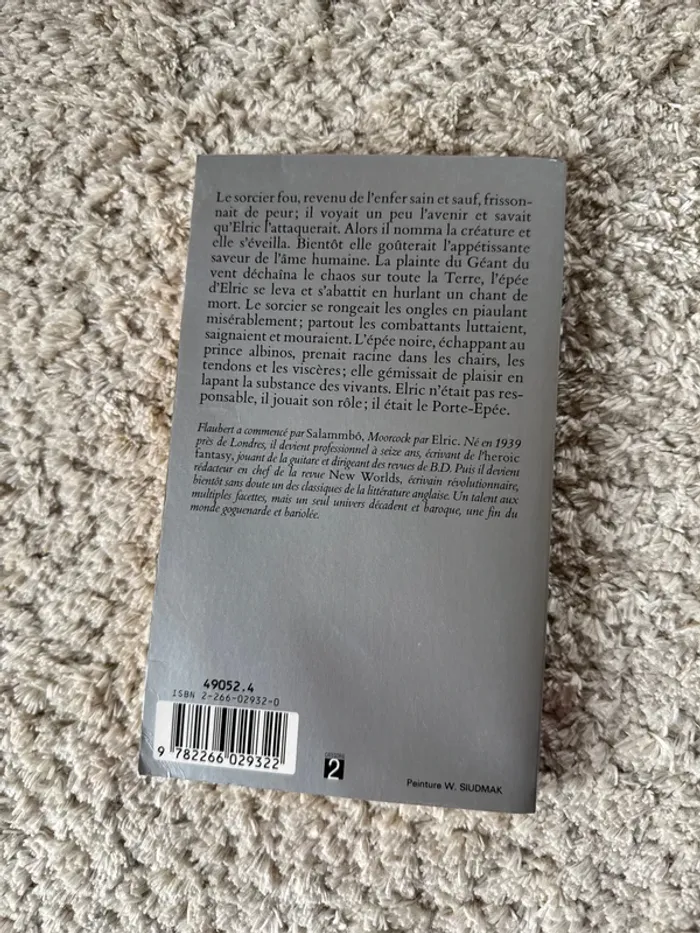 Le sorcier fou, revenu de l'enfer sain et sauf, frisson-
nait de peur; il voyait un peu l'avenir et savait
qu'Elric l'attaquerait. Alors il nomma la créature et
elle s'éveilla. Bientôt elle goûterait l'appétissante
saveur de l'âme humaine. La plainte du Géant du
vent déchaîna le chaos sur toute la Terre, l'épée
d'Elric se leva et s'abattit en hurlant un chant de
mort. Le sorcier se rongeait les ongles en piaulant
misérablement; partout les combattants luttaient,
saignaient et mouraient. L'épée noire, échappant au
prince albinos, prenait racine dans les chairs, les
tendons et les viscères; elle gémissait de plaisir en
lapant la substance des vivants. Elric n'était pas res-
ponsable, il jouait son rôle; il était le Porte-Epée.
Flaubert a commencé par Salammbô, Moorcock par Elric. Né en 1939
près de Londres, il devient professionnel à seize ans, écrivant de l'heroic
fantasy, jouant de la guitare et dirigeant des revues de B.D. Puis il devient
rédacteur en chef de la revue New Worlds, écrivain révolutionnaire,
bientôt sans doute un des classiques de la littérature anglaise. Un talent aux
multiples facettes, mais un seul univers décadent et baroque, une fin du
monde goguenarde et bariolée.
49052.4
ISBN 2-266-02932-0
9 782266 029322
2
Peinture W. SIUDMAK